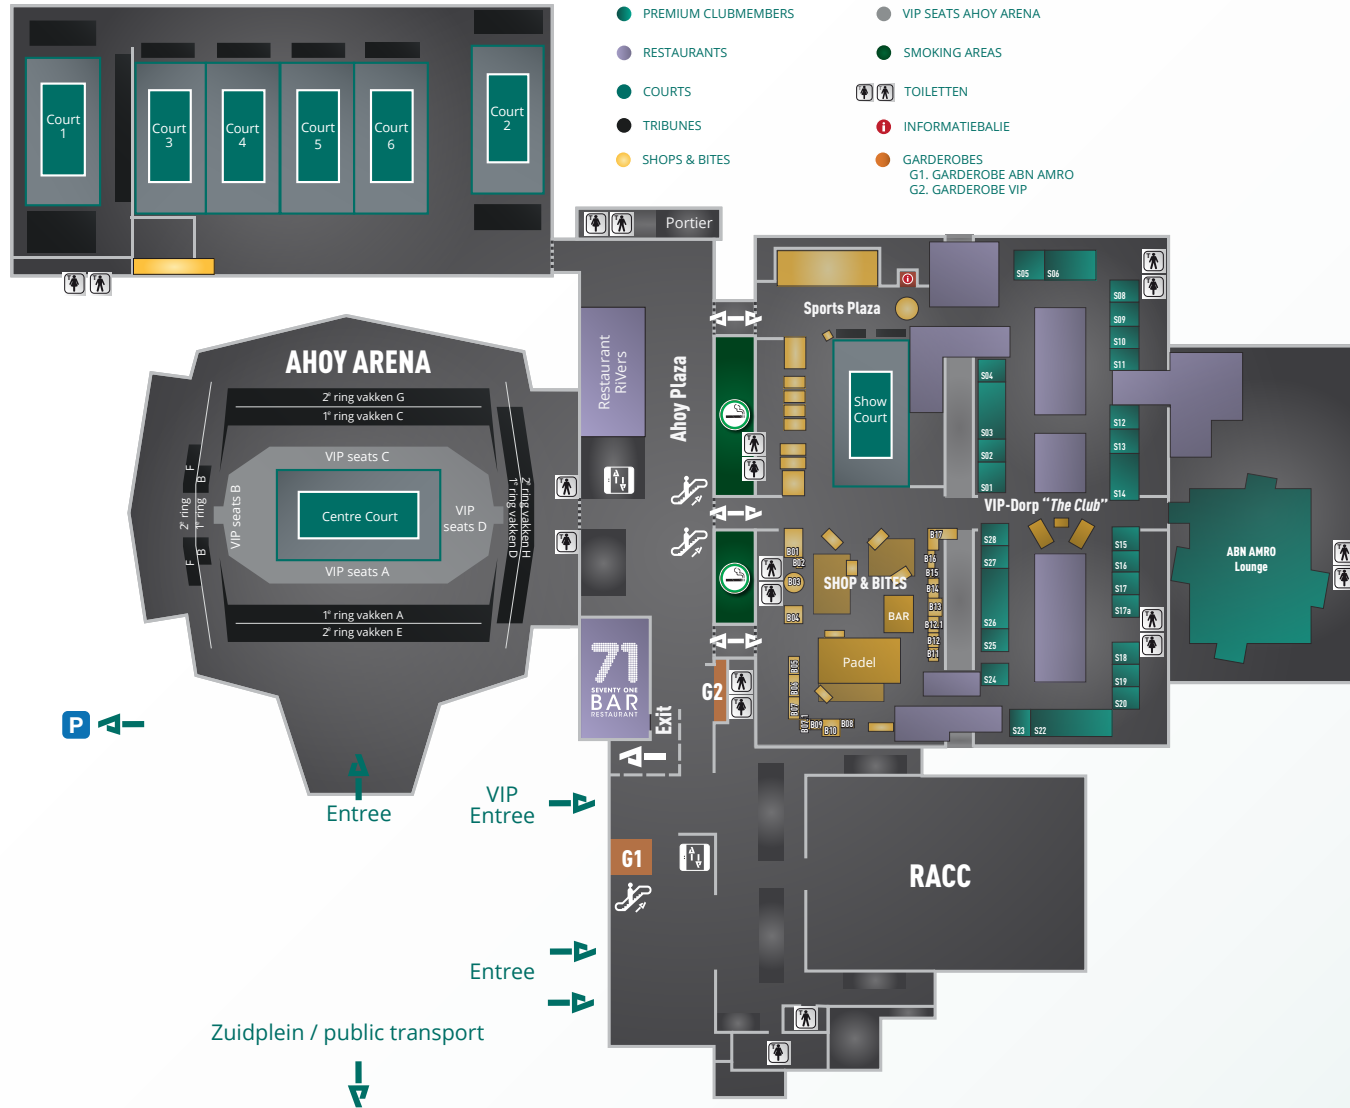 PREMIUM CLUBMEMBERS
RESTAURANTS
COURTS
TRIBUNES
SHOPS & BITES
VIP SEATS AHOY ARENA
SMOKING AREAS
TOILETTEN
INFORMATIEBALIE
GARDEROBES
G1. GARDEROBE ABN AMRO
G2. GARDEROBE VIP
Court
1
Court
3
Court
4
Court
5
Court
6
Court
2
Portier
AHOY ARENA
2e ring vakken G
1e ring vakken C
VIP seats C
F
B
2e ring
1e ring
F
B
VIP seats B
Centre Court
VIP
seats D
VIP seats A
1e ring vakken A
2e ring vakken E
1e ring vakken D
2e ring vakken H
Restaurant
RiVers
Ahoy Plaza
Sports Plaza
Show
Court
S05
S06
S08
S09
S10
S11
S04
S03
S02
S01
S12
S13
S14
VIP-Dorp “The Club”
S28
S27
S26
S25
S24
S15
S16
S17
S17a
S18
S19
S20
S23
S22
ABN AMRO
Lounge
B01
B02
B03
B04
SHOP & BITES
BAR
Padel
B17
B16
B15
B14
B13
B12.1
B12
B11
B05
B06
B07
B07.1
B09
B10
B08
71
SEVENTY ONE
BAR
RESTAURANT
Exit
G2
G1
RACC
P
Entree
VIP
Entree
Entree
Zuidplein / public transport